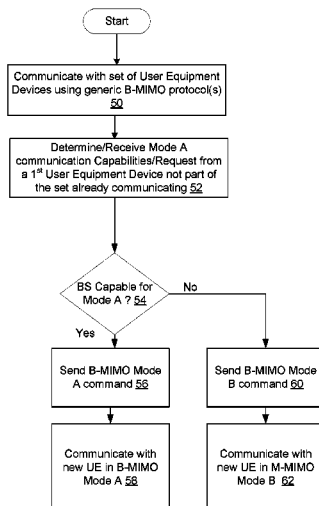 Start
Communicate with set of User Equipment
Devices using generic B-MIMO protocol(s)
50
Determine/Receive Mode A
communication Capabilities/Request from
a 1st User Equipment Device not part of
the set already communicating 52
BS Capable for
Mode A ? 54
No
Yes
Send B-MIMO Mode
A command 56
Send B-MIMO Mode
B command 60
Communicate with
new UE in B-MIMO
Mode A 58
Communicate with
new UE in M-MIMO
Mode B 62